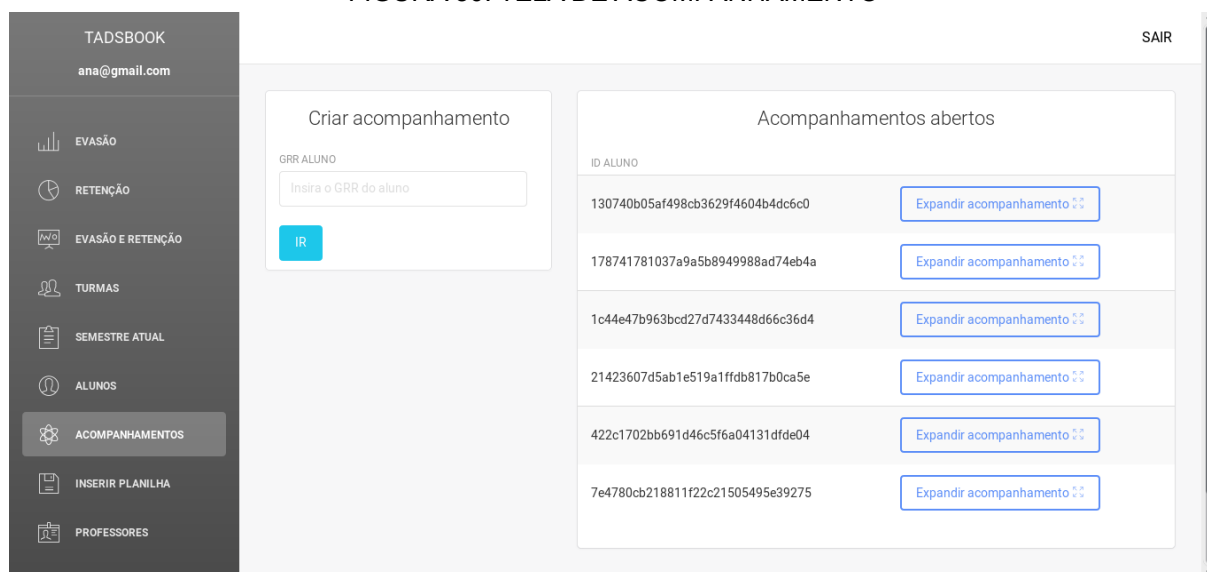 TADSBOOK
ana@gmail.com
EVASÃO
RETENÇÃO
EVASÃO E RETENÇÃO
TURMAS
SEMESTRE ATUAL
ALUNOS
ACOMPANHAMENTOS
INSERIR PLANILHA
PROFESSORES
SAIR
Criar acompanhamento
GRR ALUNO
Insira o GRR do aluno
IR
Acompanhamentos abertos
ID ALUNO
130740b05af498cb3629f4604b4dc6c0 Expandir acompanhamento
178741781037a9a5b8949988ad74eb4a Expandir acompanhamento
1c44e47b963bcd27d7433448d66c36d4 Expandir acompanhamento
21423607d5ab1e519a1ffdb817b0ca5e Expandir acompanhamento
422c1702bb691d46c5f6a04131dfde04 Expandir acompanhamento
7e4780cb218811f22c21505495e39275 Expandir acompanhamento